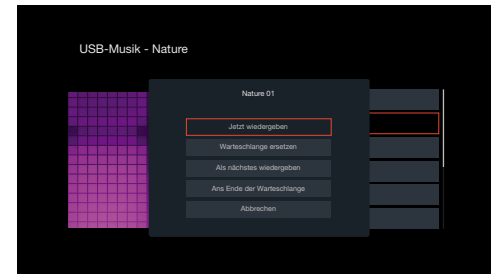 USB-Musik - Nature
Nature 01
Jetzt wiedergeben
Warteschlange ersetzen
Als nächstes wiedergeben
Ans Ende der Warteschlange
Abbrechen